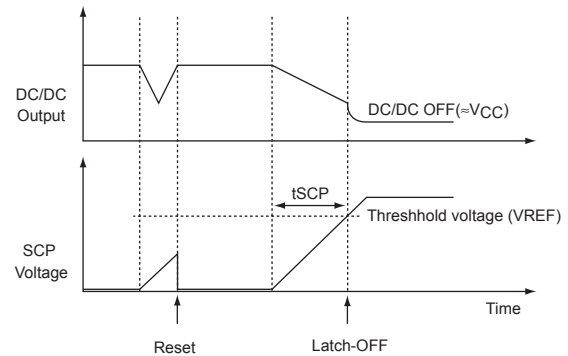 DC/DC
Output
DC/DC OFF(≈VCC)
tSCP
Threshhold voltage (VREF)
SCP
Voltage
Time
Reset
Latch-OFF